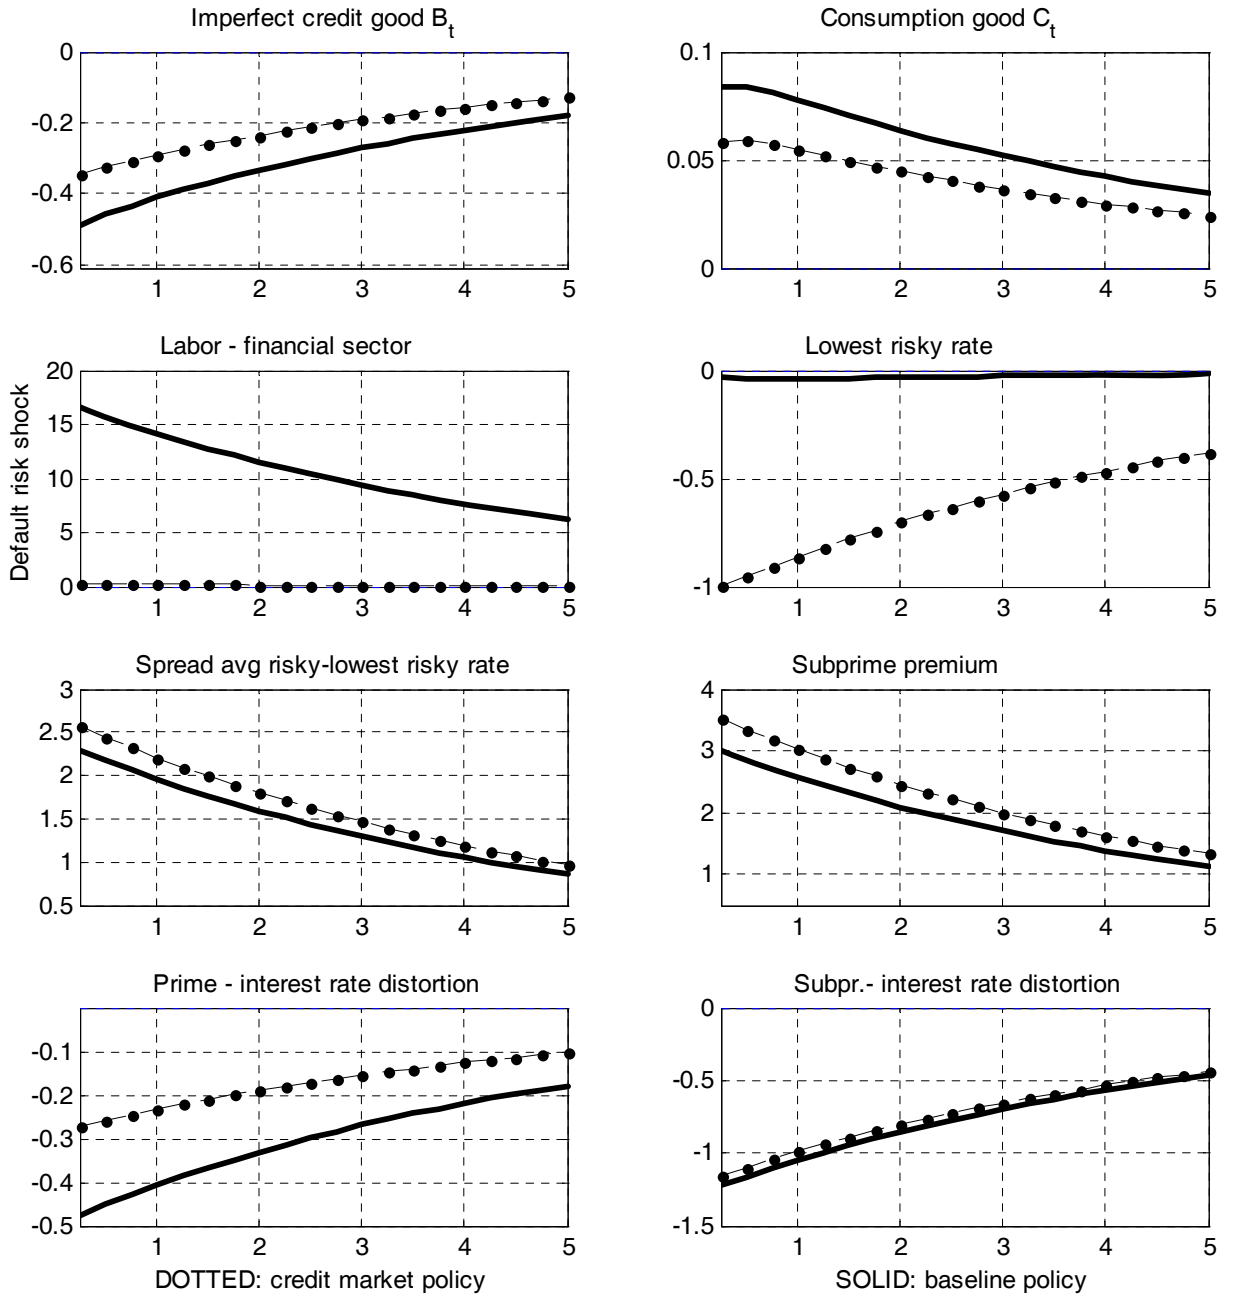 Imperfect credit good Bt
Consumption good Ct
0
-0.2
-0.4
-0.6
1 2 3 4 5
0.1
0.05
0
1 2 3 4 5
Labor - financial sector
Lowest risky rate
Default risk shock
20
15
10
5
0
1 2 3 4 5
0
-0.5
-1
1 2 3 4 5
Spread avg risky-lowest risky rate
Subprime premium
3
2.5
2
1.5
1
0.5
1 2 3 4 5
4
3
2
1
1 2 3 4 5
Prime - interest rate distortion
Subpr.- interest rate distortion
-0.1
-0.2
-0.3
-0.4
-0.5
1 2 3 4 5
0
-0.5
-1
-1.5
1 2 3 4 5
DOTTED: credit market policy
SOLID: baseline policy